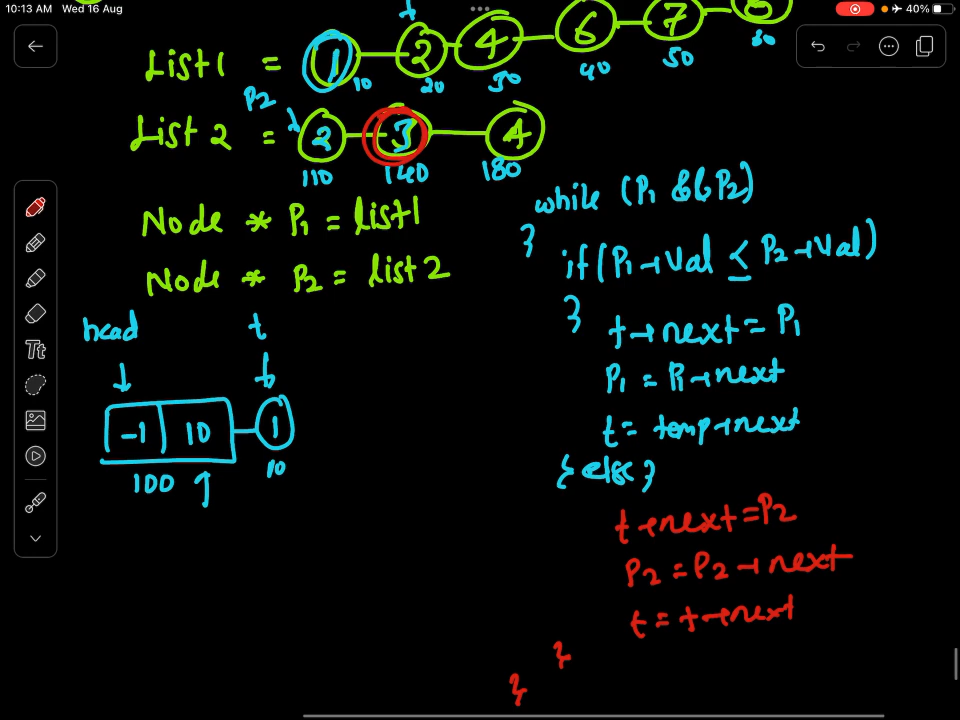 10:13 AM Wed 16 Aug
40%
List1 = 1 2 4 6 7 8
10 20 30 40 50 80
P2
List 2 = 2 3 4
110 140 180
Node * P1 = list1
Node * P2 = list 2
head t
-1 10 1
100 10
while (P1 && P2)
{
if (P1→val ≤ P2→val)
{
t→next = P1
P1 = P1→next
t = temp→next
} else {
t→next = P2
P2 = P2→next
t = t→next
}
}
Tt